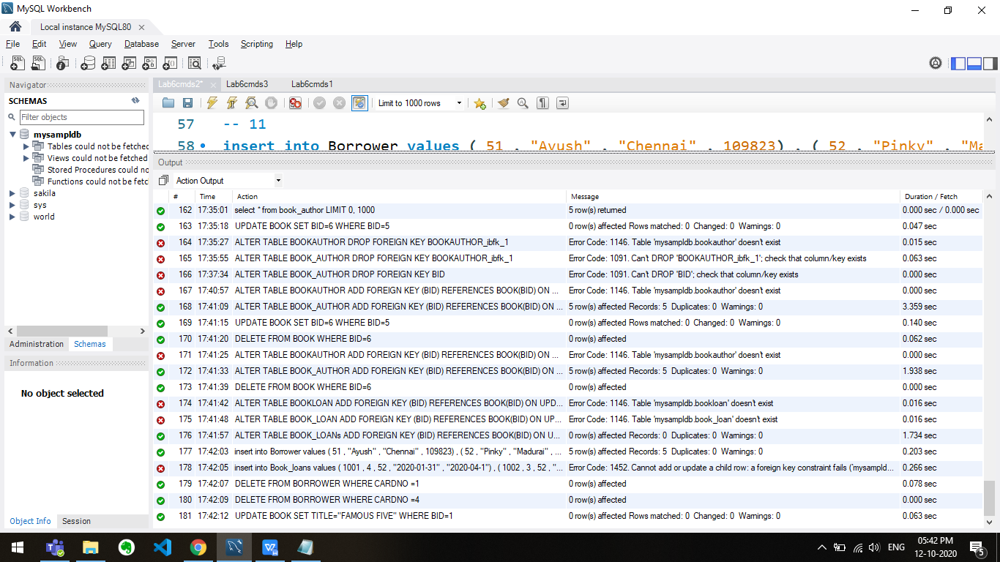 MySQL Workbench
Local instance MySQL80
File Edit View Query Database Server Tools Scripting Help
Navigator
SCHEMAS
Filter objects
mysampldb
Tables could not be fetched
Views could not be fetched
Stored Procedures could no
Functions could not be fetc
sakila
sys
world
Administration Schemas
Information
No object selected
Object Info Session
Lab6cmds2* Lab6cmds3 Lab6cmds1
Limit to 1000 rows
57 -- 11
58 insert into Borrower values ( 51 , "Ayush" , "Chennai" , 109823) , ( 52 , "Pinky" , "Ma
Output
Action Output
# Time Action Message Duration / Fetch
162 17:35:01 select * from book_author LIMIT 0, 1000 5 row(s) returned 0.000 sec / 0.000 sec
163 17:35:18 UPDATE BOOK SET BID=6 WHERE BID=5 0 row(s) affected Rows matched: 0 Changed: 0 Warnings: 0 0.047 sec
164 17:35:27 ALTER TABLE BOOKAUTHOR DROP FOREIGN KEY BOOKAUTHOR_ibfk_1 Error Code: 1146. Table 'mysampldb.bookauthor' doesn't exist 0.015 sec
165 17:35:55 ALTER TABLE BOOK_AUTHOR DROP FOREIGN KEY BOOKAUTHOR_ibfk_1 Error Code: 1091. Can't DROP 'BOOKAUTHOR_ibfk_1'; check that column/key exists 0.063 sec
166 17:37:34 ALTER TABLE BOOK_AUTHOR DROP FOREIGN KEY BID Error Code: 1091. Can't DROP 'BID'; check that column/key exists 0.000 sec
167 17:40:57 ALTER TABLE BOOKAUTHOR ADD FOREIGN KEY (BID) REFERENCES BOOK(BID) ON ... Error Code: 1146. Table 'mysampldb.bookauthor' doesn't exist 0.000 sec
168 17:41:09 ALTER TABLE BOOK_AUTHOR ADD FOREIGN KEY (BID) REFERENCES BOOK(BID) ON ... 5 row(s) affected Records: 5 Duplicates: 0 Warnings: 0 3.359 sec
169 17:41:15 UPDATE BOOK SET BID=6 WHERE BID=5 0 row(s) affected Rows matched: 0 Changed: 0 Warnings: 0 0.140 sec
170 17:41:20 DELETE FROM BOOK WHERE BID=6 0 row(s) affected 0.062 sec
171 17:41:25 ALTER TABLE BOOKAUTHOR ADD FOREIGN KEY (BID) REFERENCES BOOK(BID) ON ... Error Code: 1146. Table 'mysampldb.bookauthor' doesn't exist 0.000 sec
172 17:41:33 ALTER TABLE BOOK_AUTHOR ADD FOREIGN KEY (BID) REFERENCES BOOK(BID) ON ... 5 row(s) affected Records: 5 Duplicates: 0 Warnings: 0 1.938 sec
173 17:41:39 DELETE FROM BOOK WHERE BID=6 0 row(s) affected 0.000 sec
174 17:41:42 ALTER TABLE BOOKLOAN ADD FOREIGN KEY (BID) REFERENCES BOOK(BID) ON UPD... Error Code: 1146. Table 'mysampldb.bookloan' doesn't exist 0.016 sec
175 17:41:48 ALTER TABLE BOOK_LOAN ADD FOREIGN KEY (BID) REFERENCES BOOK(BID) ON UP... Error Code: 1146. Table 'mysampldb.book_loan' doesn't exist 0.016 sec
176 17:41:57 ALTER TABLE BOOK_LOANs ADD FOREIGN KEY (BID) REFERENCES BOOK(BID) ON U... 0 row(s) affected Records: 0 Duplicates: 0 Warnings: 0 1.734 sec
177 17:42:03 insert into Borrower values ( 51 , "Ayush" , "Chennai" , 109823) , ( 52 , "Pinky" , "Madurai" , ... 5 row(s) affected Records: 5 Duplicates: 0 Warnings: 0 0.203 sec
178 17:42:05 insert into Book_loans values ( 1001 , 4 , 52 , "2020-01-31" , "2020-04-1") , ( 1002 , 3 , 52 , "... Error Code: 1452. Cannot add or update a child row: a foreign key constraint fails (`mysampld... 0.266 sec
179 17:42:07 DELETE FROM BORROWER WHERE CARDNO =1 0 row(s) affected 0.078 sec
180 17:42:09 DELETE FROM BORROWER WHERE CARDNO =4 0 row(s) affected 0.000 sec
181 17:42:12 UPDATE BOOK SET TITLE="FAMOUS FIVE" WHERE BID=1 0 row(s) affected Rows matched: 0 Changed: 0 Warnings: 0 0.063 sec
ENG
05:42 PM
12-10-2020
5